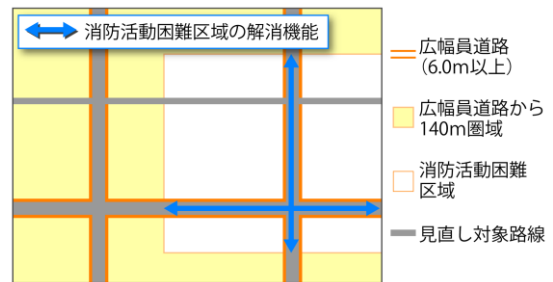 消防活動困難区域の解消機能
広幅員道路
（6.0m以上）
広幅員道路から
140m圏域
消防活動困難
区域
見直し対象路線